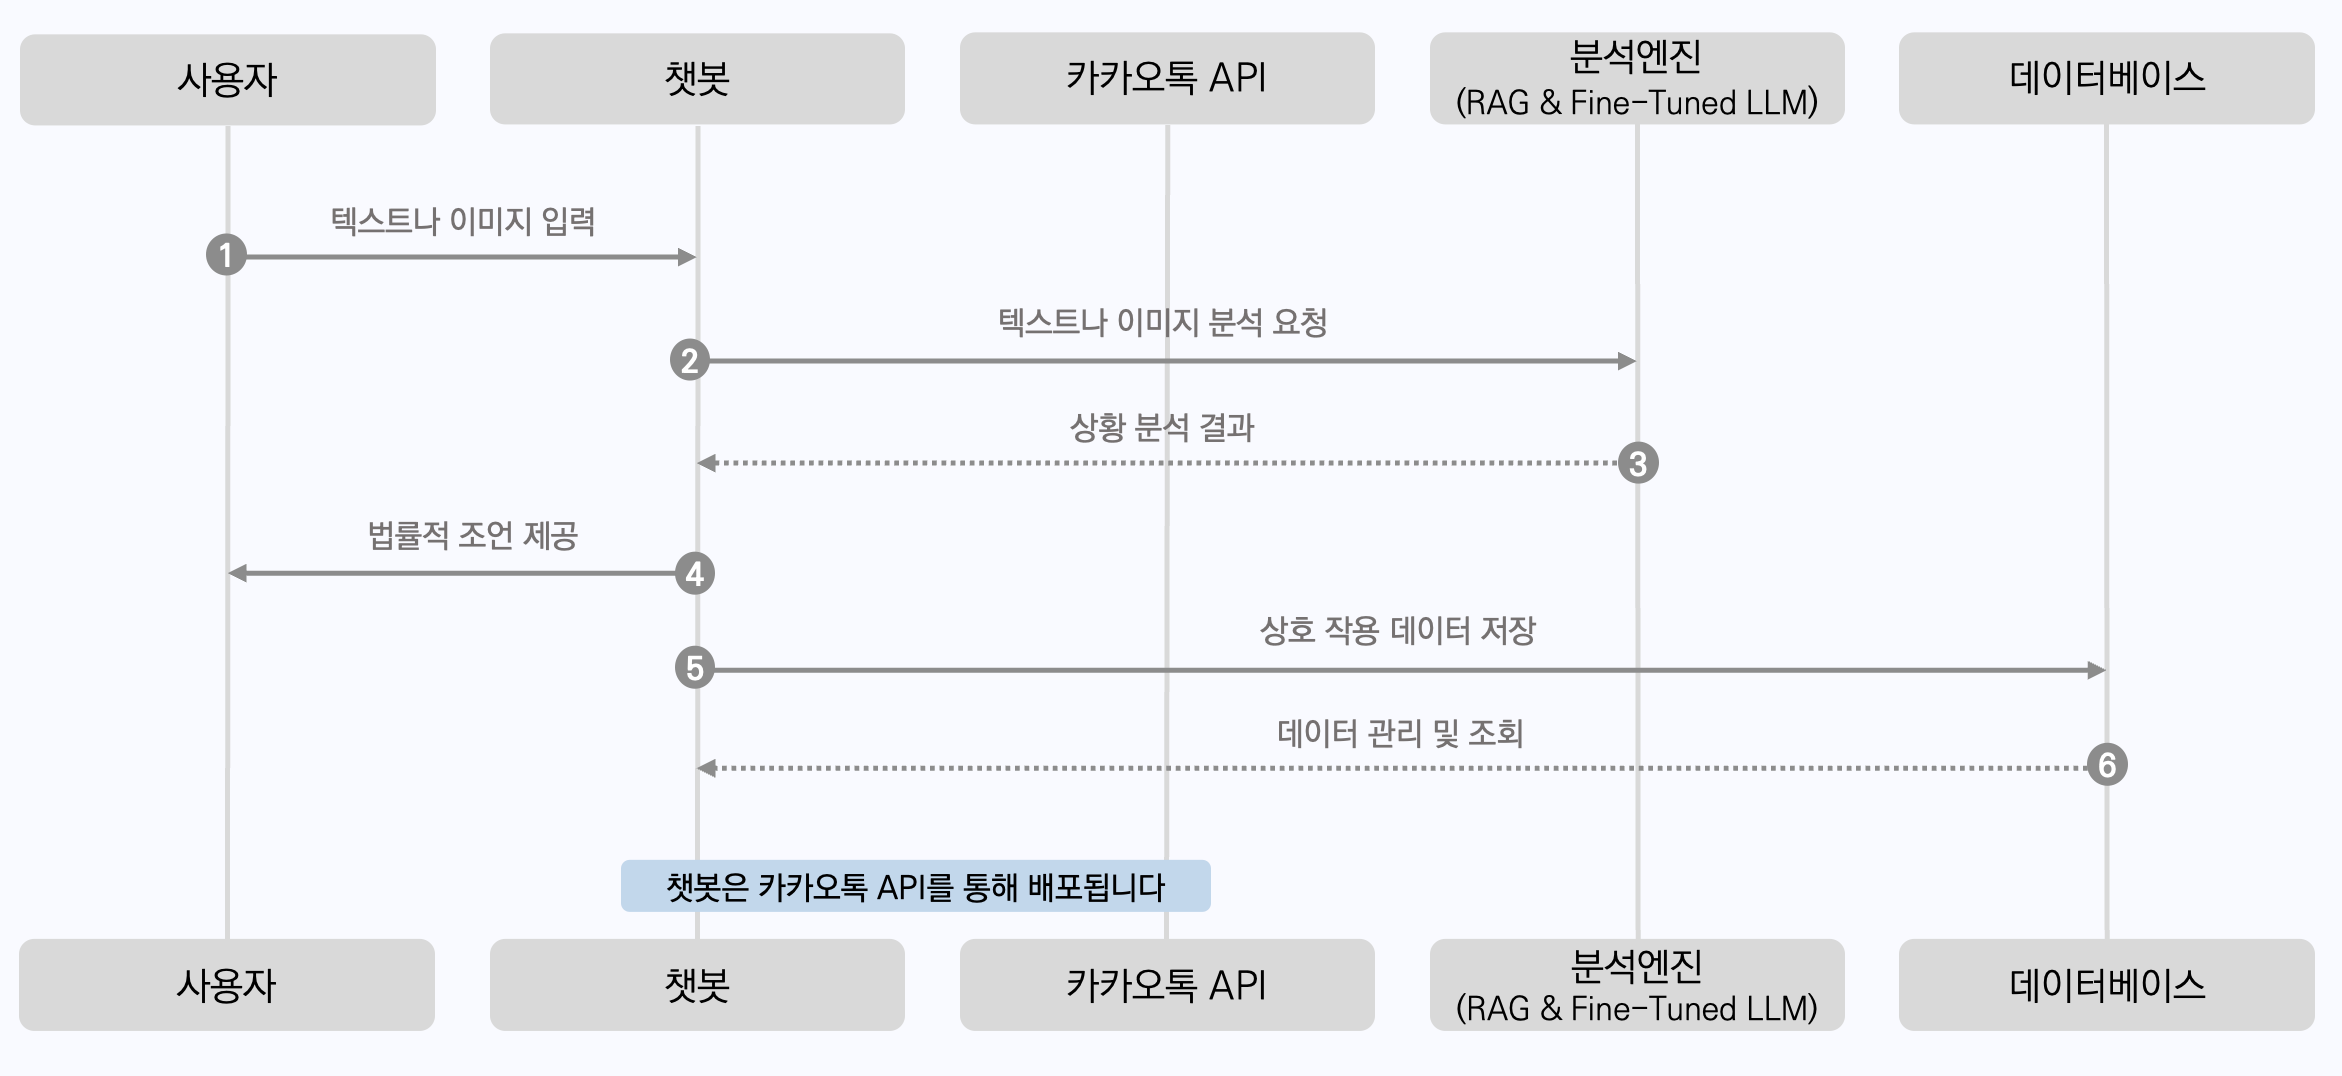 사용자
챗봇
카카오톡 API
분석엔진
(RAG & Fine-Tuned LLM)
데이터베이스
텍스트나 이미지 입력
1
텍스트나 이미지 분석 요청
2
상황 분석 결과
3
법률적 조언 제공
4
상호 작용 데이터 저장
5
데이터 관리 및 조회
6
챗봇은 카카오톡 API를 통해 배포됩니다
사용자
챗봇
카카오톡 API
분석엔진
(RAG & Fine-Tuned LLM)
데이터베이스